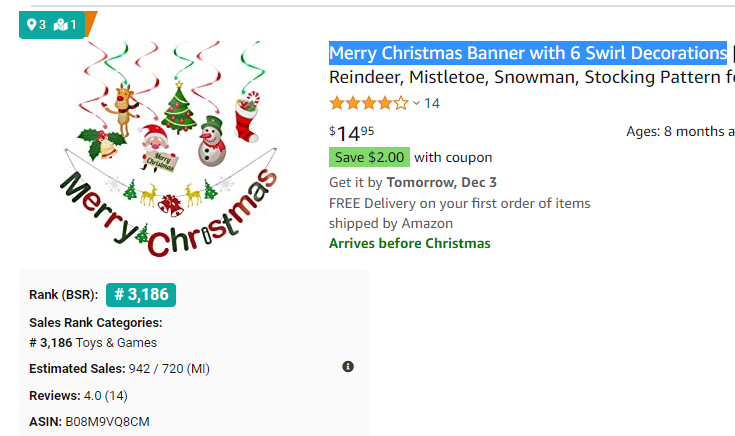 3 1
Merry Christmas Banner with 6 Swirl Decorations |
Reindeer, Mistletoe, Snowman, Stocking Pattern fo
14
$14.95
Ages: 8 months a
Save $2.00 with coupon
Get it by Tomorrow, Dec 3
FREE Delivery on your first order of items
shipped by Amazon
Arrives before Christmas
Merry Christmas
Merry Christmas
Rank (BSR): # 3,186
Sales Rank Categories:
# 3,186 Toys & Games
Estimated Sales: 942 / 720 (MI)
Reviews: 4.0 (14)
ASIN: B08M9VQ8CM